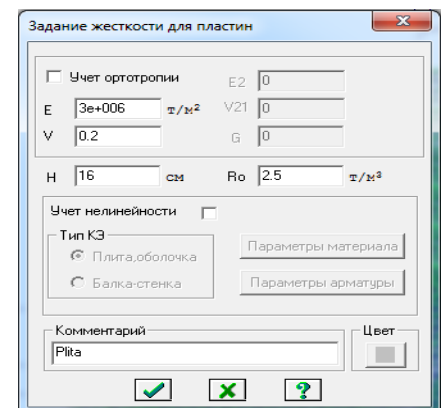 Задание жесткости для пластин
Учет ортотропии
E2 0
E 3e+006 т/м² V21 0
V 0.2 G 0
H 16 см Ro 2.5 т/м³
Учет нелинейности
Тип КЭ
Плита,оболочка
Параметры материала
Балка-стенка
Параметры арматуры
Комментарий
Цвет
Plita
?